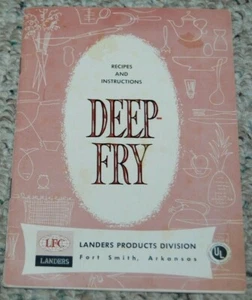 RECIPES
AND
INSTRUCTIONS
DEEP-
FRY
LFC
LANDERS
LANDERS PRODUCTS DIVISION
Fort Smith, Arkansas
UL